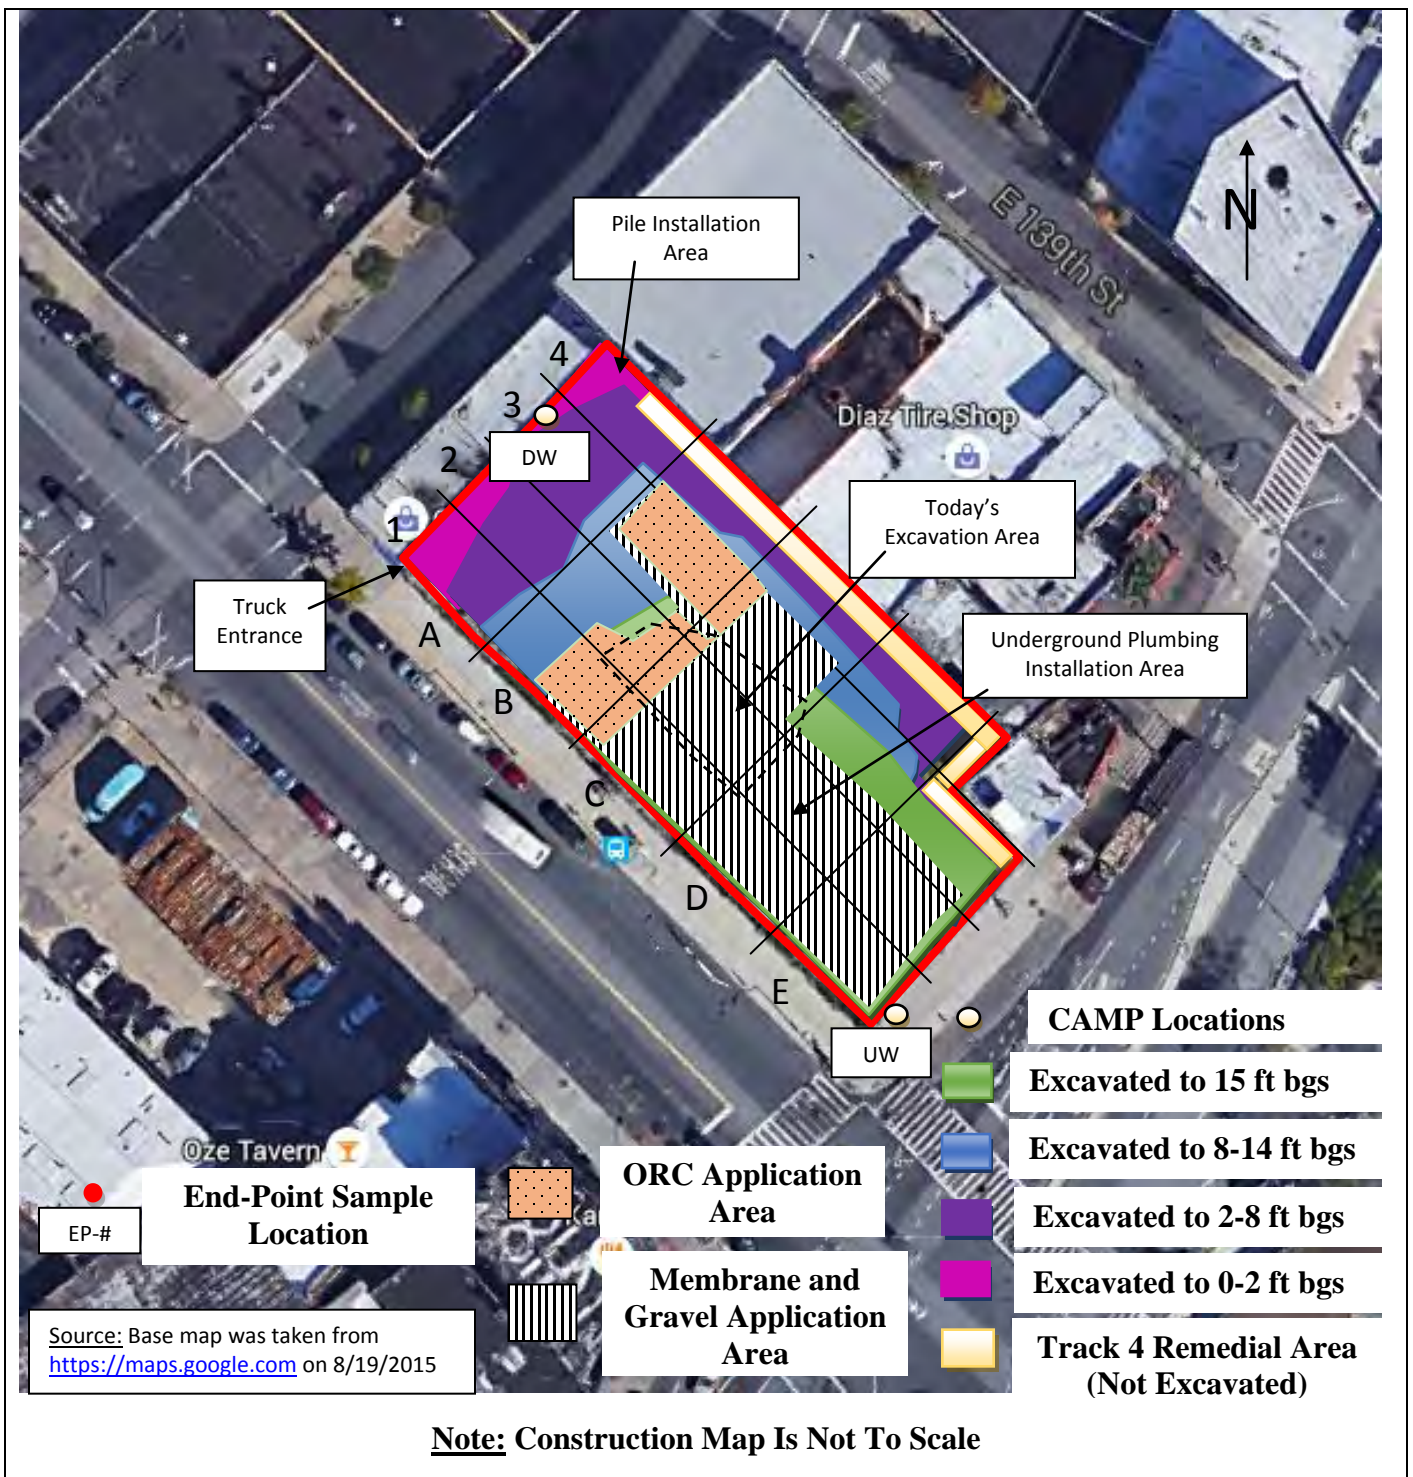 Pile Installation
Area
N
E 139th St
4
3
DW
2
1
Diaz Tire Shop
Today's
Excavation Area
Truck
Entrance
A
Underground Plumbing
Installation Area
B
C
D
E
UW
CAMP Locations
Excavated to 15 ft bgs
Excavated to 8-14 ft bgs
Excavated to 2-8 ft bgs
Excavated to 0-2 ft bgs
Track 4 Remedial Area
(Not Excavated)
Oze Tavern
EP-#
End-Point Sample
Location
ORC Application
Area
Ka
Membrane and
Gravel Application
Area
Source: Base map was taken from
https://maps.google.com on 8/19/2015
Note: Construction Map Is Not To Scale